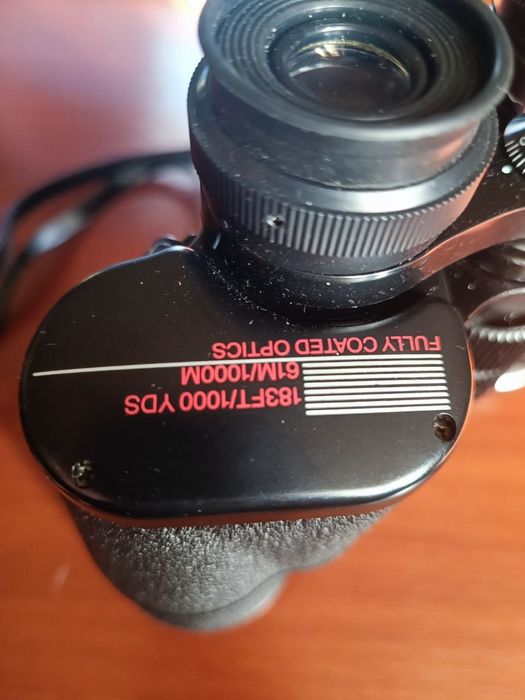 183FT/1000 YDS
61M/1000M
FULLY COATED OPTICS